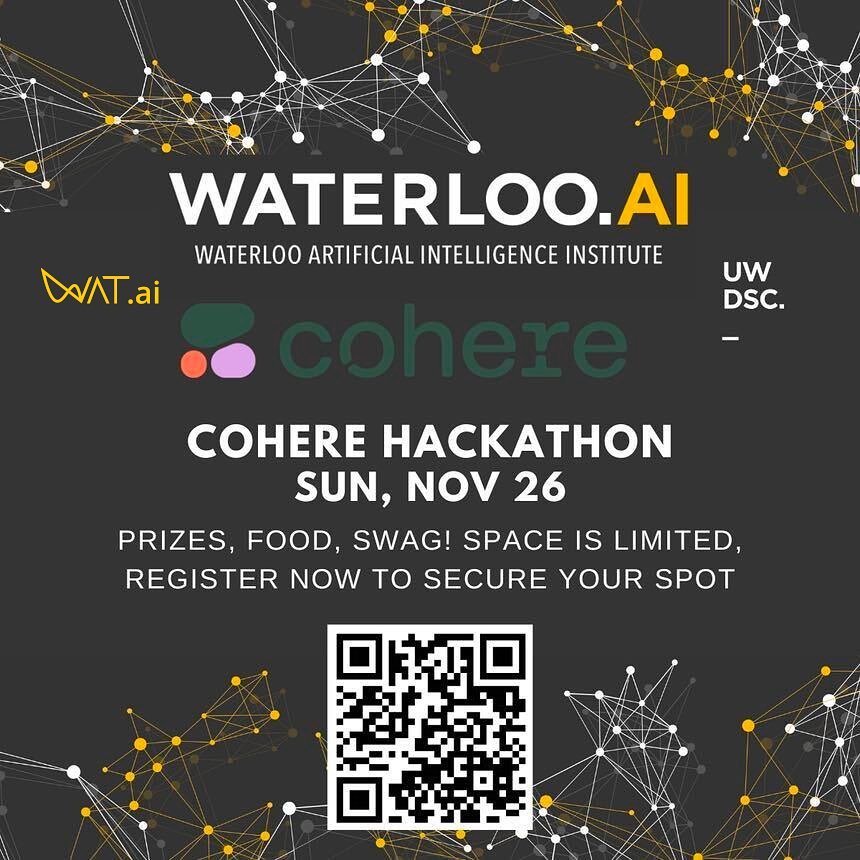 WATERLOO.AI
WATERLOO ARTIFICIAL INTELLIGENCE INSTITUTE
WAT.ai
UW
DSC.
cohere
COHERE HACKATHON
SUN, NOV 26
PRIZES, FOOD, SWAG! SPACE IS LIMITED,
REGISTER NOW TO SECURE YOUR SPOT